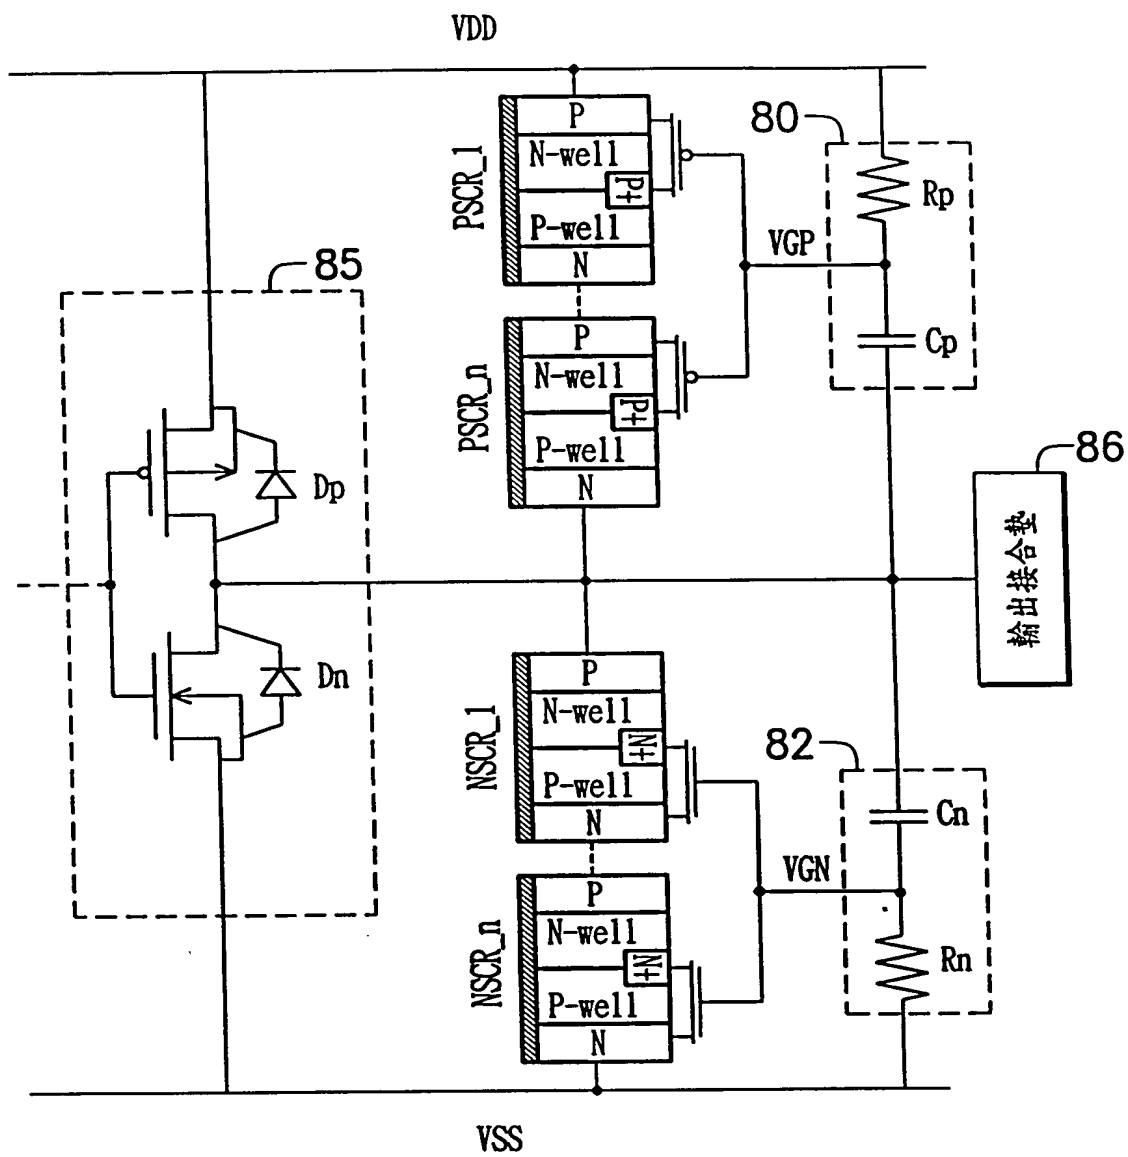 VDD
80
P
N-well
P+
P-well
N
PSCR_1
Rp
VGP
85
Cp
P
N-well
P+
P-well
N
PSCR_n
86
Dp
輸出接合墊
P
N-well
N+
P-well
N
NSCR_1
Dn
82
Cn
VGN
P
N-well
N+
P-well
N
NSCR_n
Rn
VSS